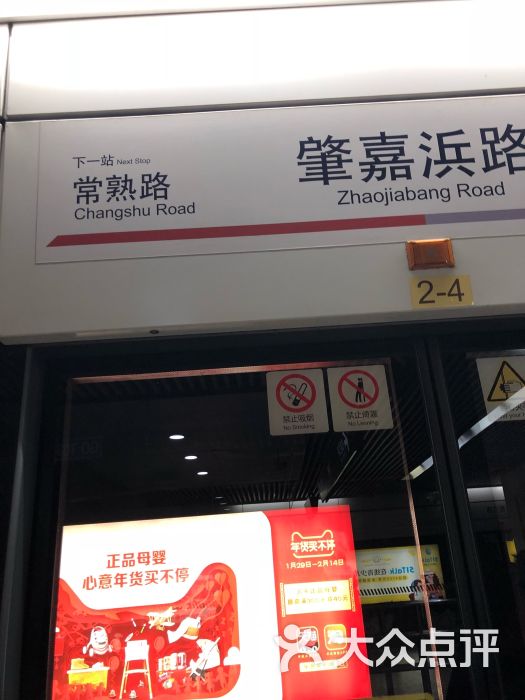 下一站 Next Stop
常熟路
Changshu Road
肇嘉浜路
Zhaojiabang Road
2-4
禁止吸烟
No Smoking
禁止倚靠
No Leaning
正品母婴
心意年货买不停
年货买不停
1月29日—2月14日
51Talk
大众点评